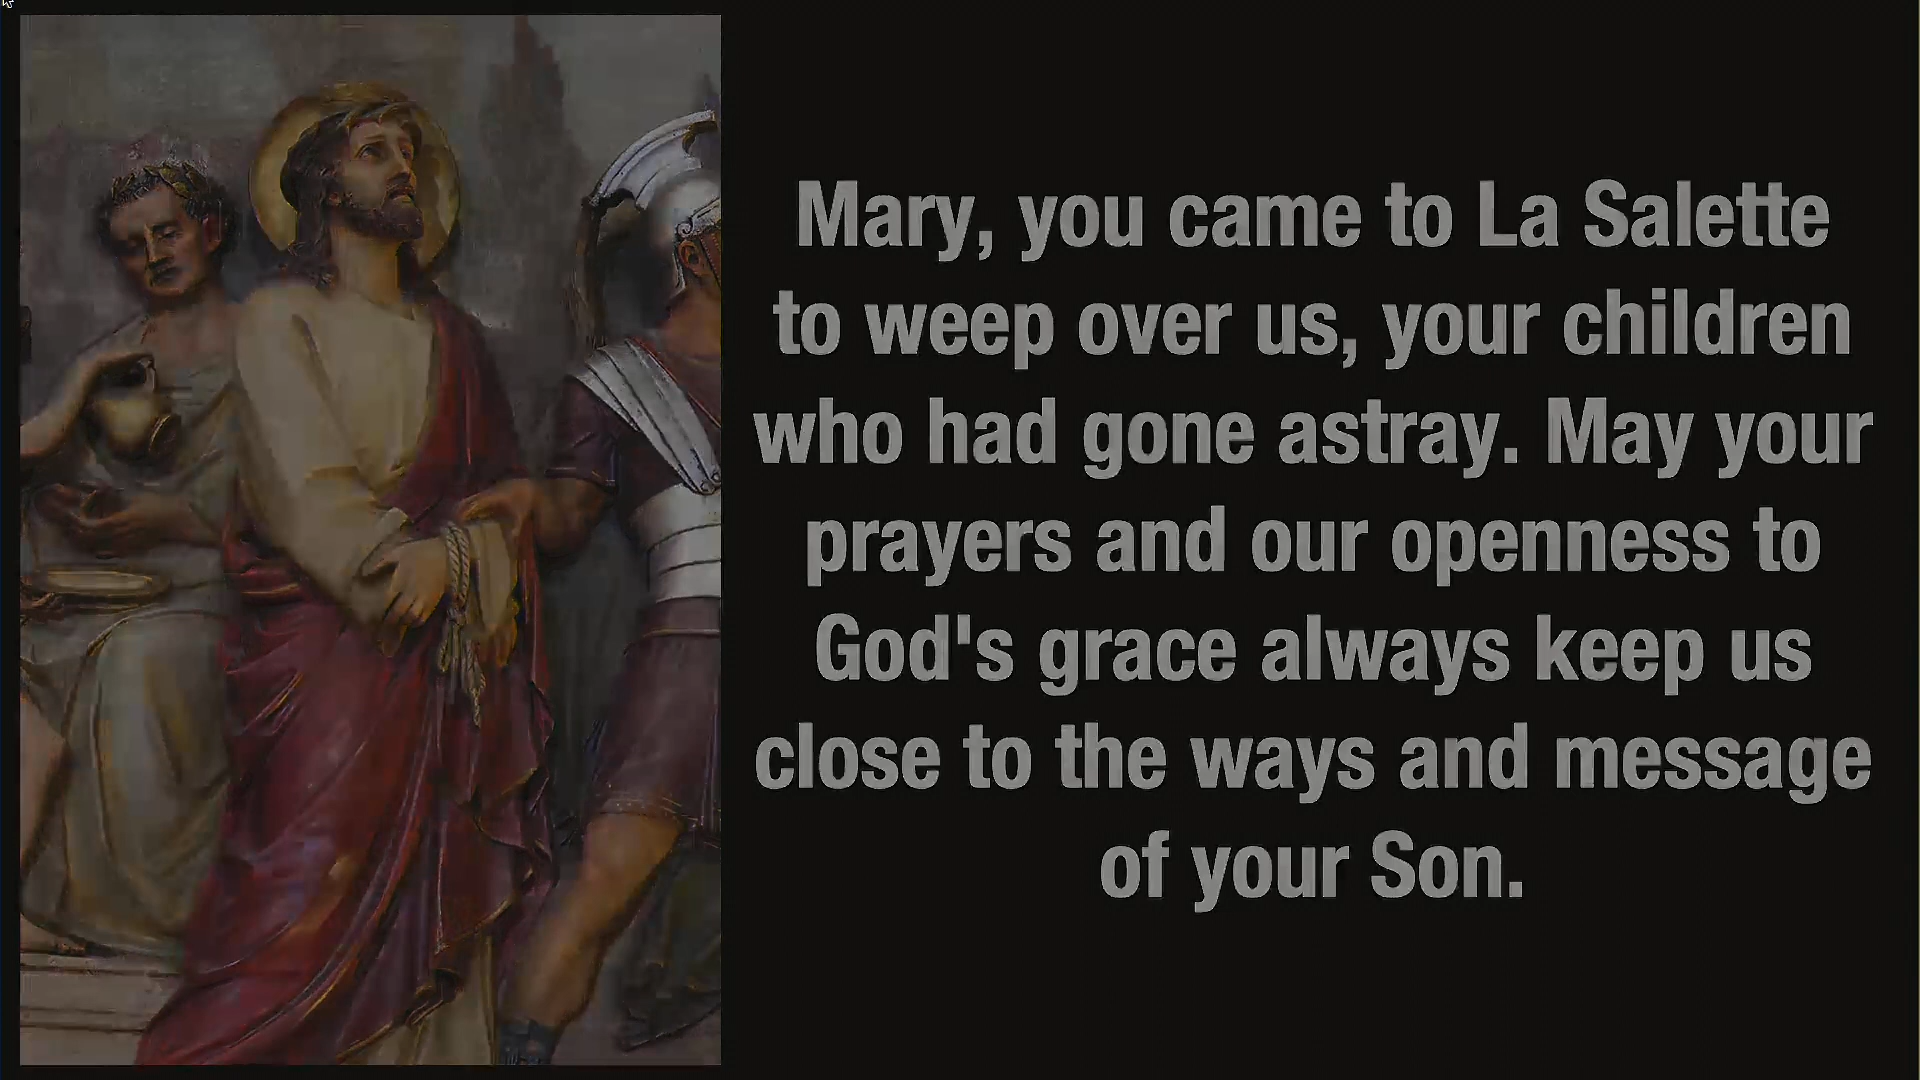 Mary, you came to La Salette
to weep over us, your children
who had gone astray. May your
prayers and our openness to
God's grace always keep us
close to the ways and message
of your Son.